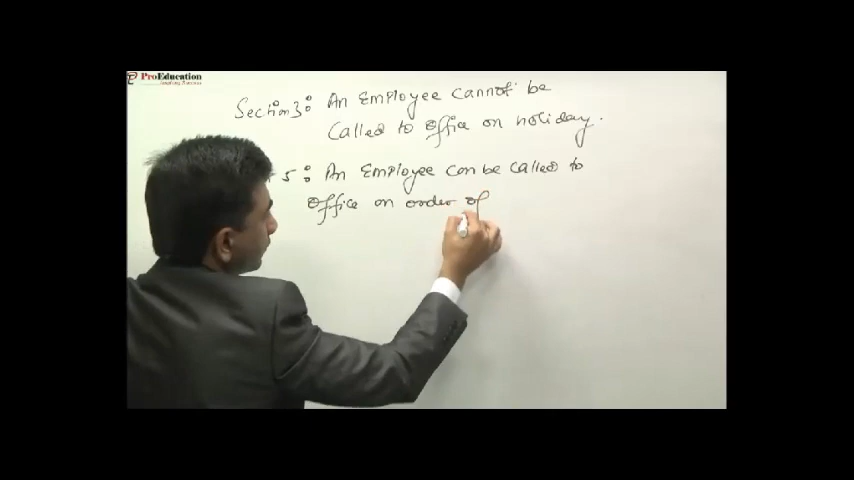 ProEducation
Section 3: An Employee cannot be
called to office on holiday.
5: An Employee can be called to
office on order of